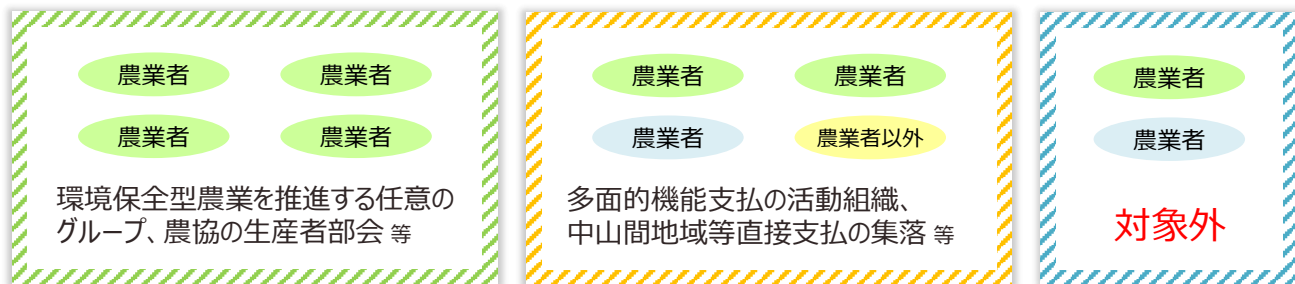 農業者 農業者
農業者 農業者
環境保全型農業を推進する任意の
グループ、農協の生産者部会 等
農業者 農業者
農業者 農業者以外
多面的機能支払の活動組織、
中山間地域等直接支払の集落 等
農業者
農業者
対象外